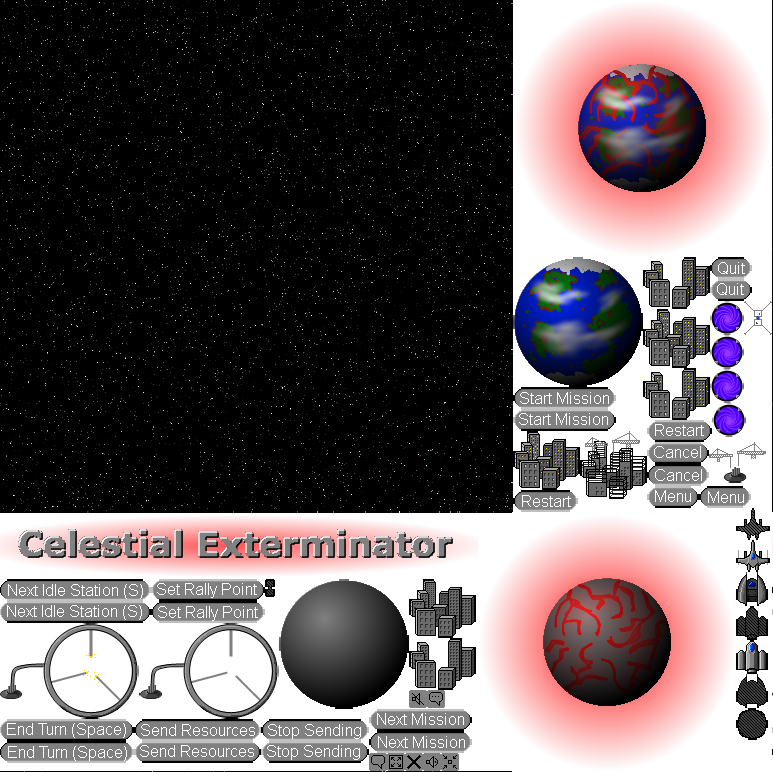 Quit
Quit
Start Mission
Start Mission
Restart
Cancel
Cancel
Restart
Menu
Menu
Celestial Exterminator
Next Idle Station (S)
Set Rally Point
Next Idle Station (S)
Set Rally Point
Next Mission
End Turn (Space)
Send Resources
Stop Sending
Next Mission
End Turn (Space)
Send Resources
Stop Sending